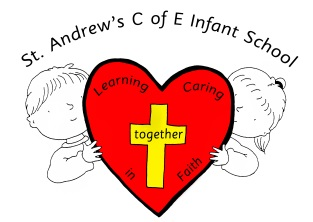 St. Andrew's C of E Infant School
Learning Caring
together
in Faith